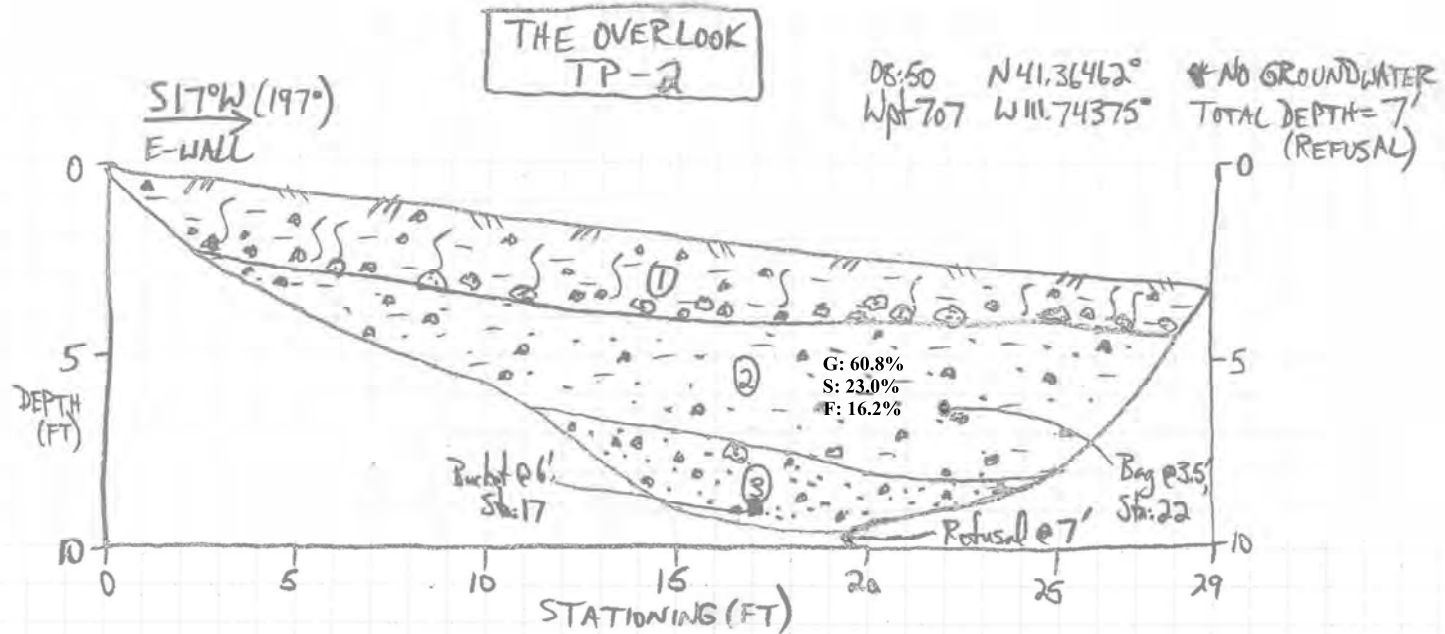 THE OVERLOOK
TP-2
S17°W (197°)
E-WALL
08:50 N 41.36462° * NO GROUNDWATER
Wpt 707 W 111.74375° TOTAL DEPTH = 7'
(REFUSAL)
0
0
1
5
5
2
G: 60.8%
S: 23.0%
F: 16.2%
DEPTH
(FT)
Bucket @ 6',
Sta: 17
3
Bag @ 3.5',
Sta: 22
Refusal @ 7'
10
10
0 5 10 15 20 25 29
STATIONING (FT)